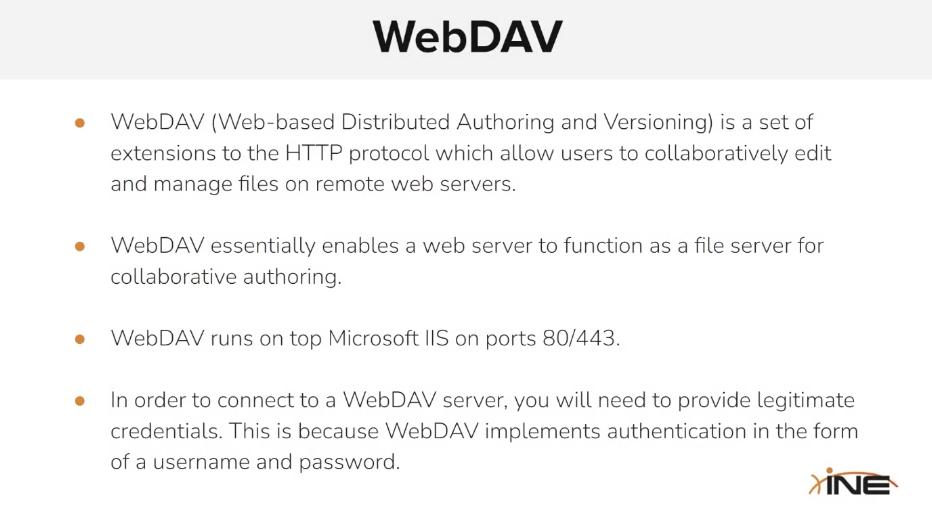 WebDAV
● WebDAV (Web-based Distributed Authoring and Versioning) is a set of
extensions to the HTTP protocol which allow users to collaboratively edit
and manage files on remote web servers.
● WebDAV essentially enables a web server to function as a file server for
collaborative authoring.
● WebDAV runs on top Microsoft IIS on ports 80/443.
● In order to connect to a WebDAV server, you will need to provide legitimate
credentials. This is because WebDAV implements authentication in the form
of a username and password.
INE